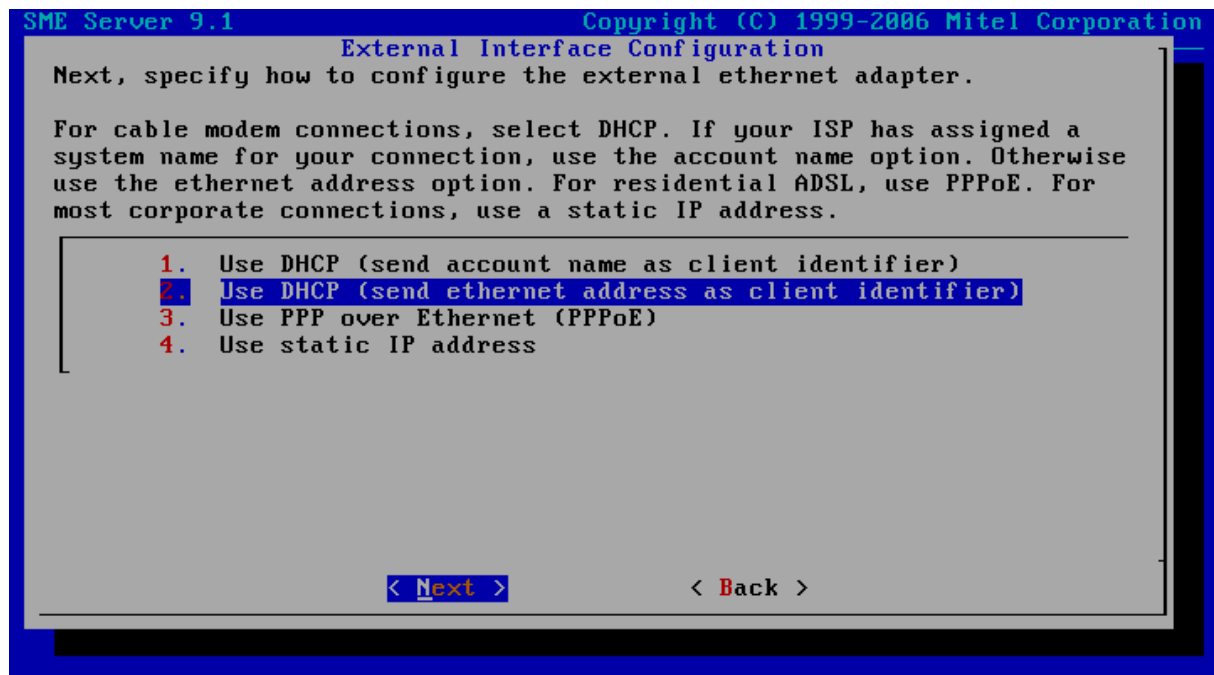 SME Server 9.1 Copyright (C) 1999-2006 Mitel Corporation
External Interface Configuration
Next, specify how to configure the external ethernet adapter.
For cable modem connections, select DHCP. If your ISP has assigned a
system name for your connection, use the account name option. Otherwise
use the ethernet address option. For residential ADSL, use PPPoE. For
most corporate connections, use a static IP address.
1. Use DHCP (send account name as client identifier)
2. Use DHCP (send ethernet address as client identifier)
3. Use PPP over Ethernet (PPPoE)
4. Use static IP address
< Next > < Back >